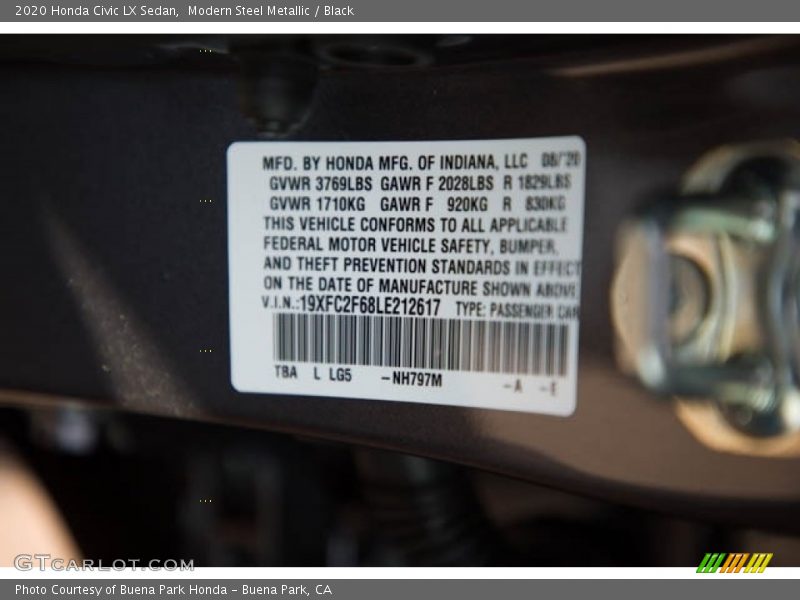 2020 Honda Civic LX Sedan,  Modern Steel Metallic / Black
MFD. BY HONDA MFG. OF INDIANA, LLC 08/'20
GVWR 3769LBS GAWR F 2028LBS R 1829LBS
GVWR 1710KG GAWR F 920KG R 830KG
THIS VEHICLE CONFORMS TO ALL APPLICABLE
FEDERAL MOTOR VEHICLE SAFETY, BUMPER,
AND THEFT PREVENTION STANDARDS IN EFFECT
ON THE DATE OF MANUFACTURE SHOWN ABOVE
V.I.N.:19XFC2F68LE212617 TYPE: PASSENGER CAR
TBA L LG5 -NH797M -A -E
GTCARLOT.COM
Photo Courtesy of Buena Park Honda - Buena Park, CA